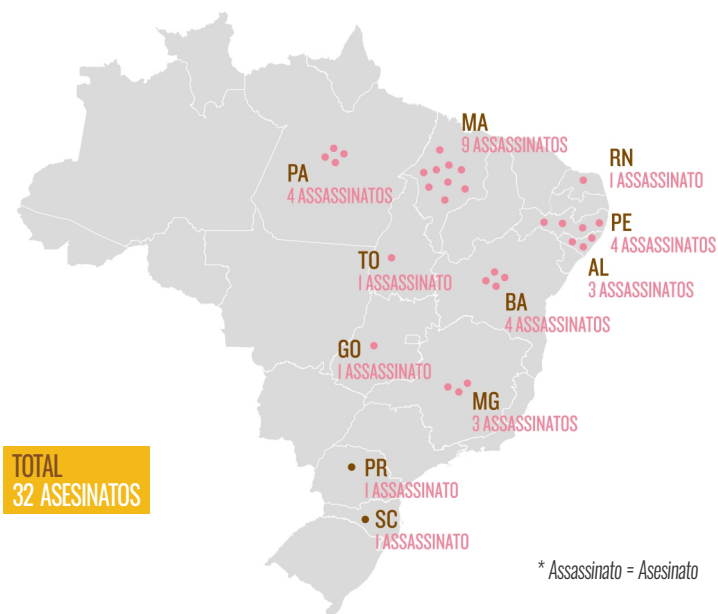 MA
9 ASSASSINATOS
RN
1 ASSASSINATO
PA
4 ASSASSINATOS
PE
4 ASSASSINATOS
TO
1 ASSASSINATO
AL
3 ASSASSINATOS
BA
4 ASSASSINATOS
GO
1 ASSASSINATO
MG
3 ASSASSINATOS
TOTAL
32 ASESINATOS
PR
1 ASSASSINATO
SC
1 ASSASSINATO
* Assassinato = Asesinato